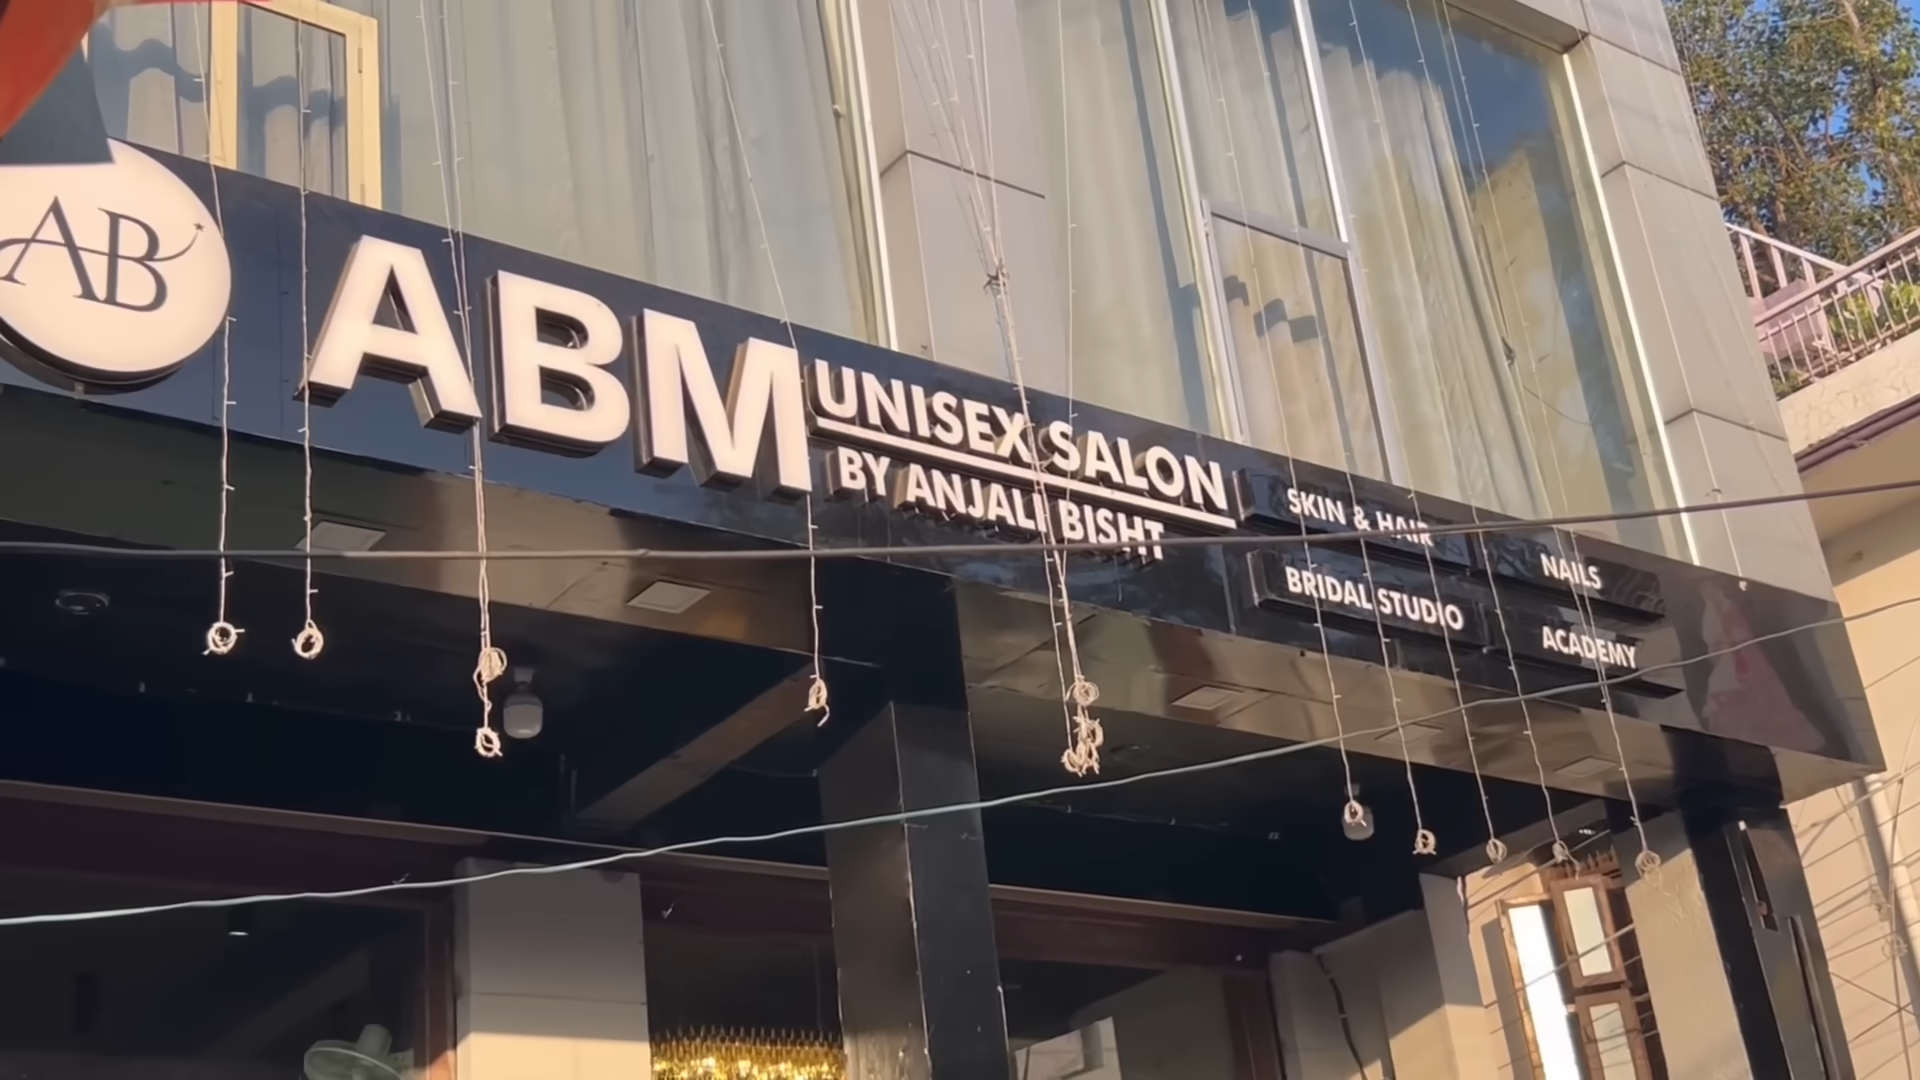 AB
ABM
UNISEX SALON
BY ANJALI BISHT
SKIN & HAIR
NAILS
BRIDAL STUDIO
ACADEMY